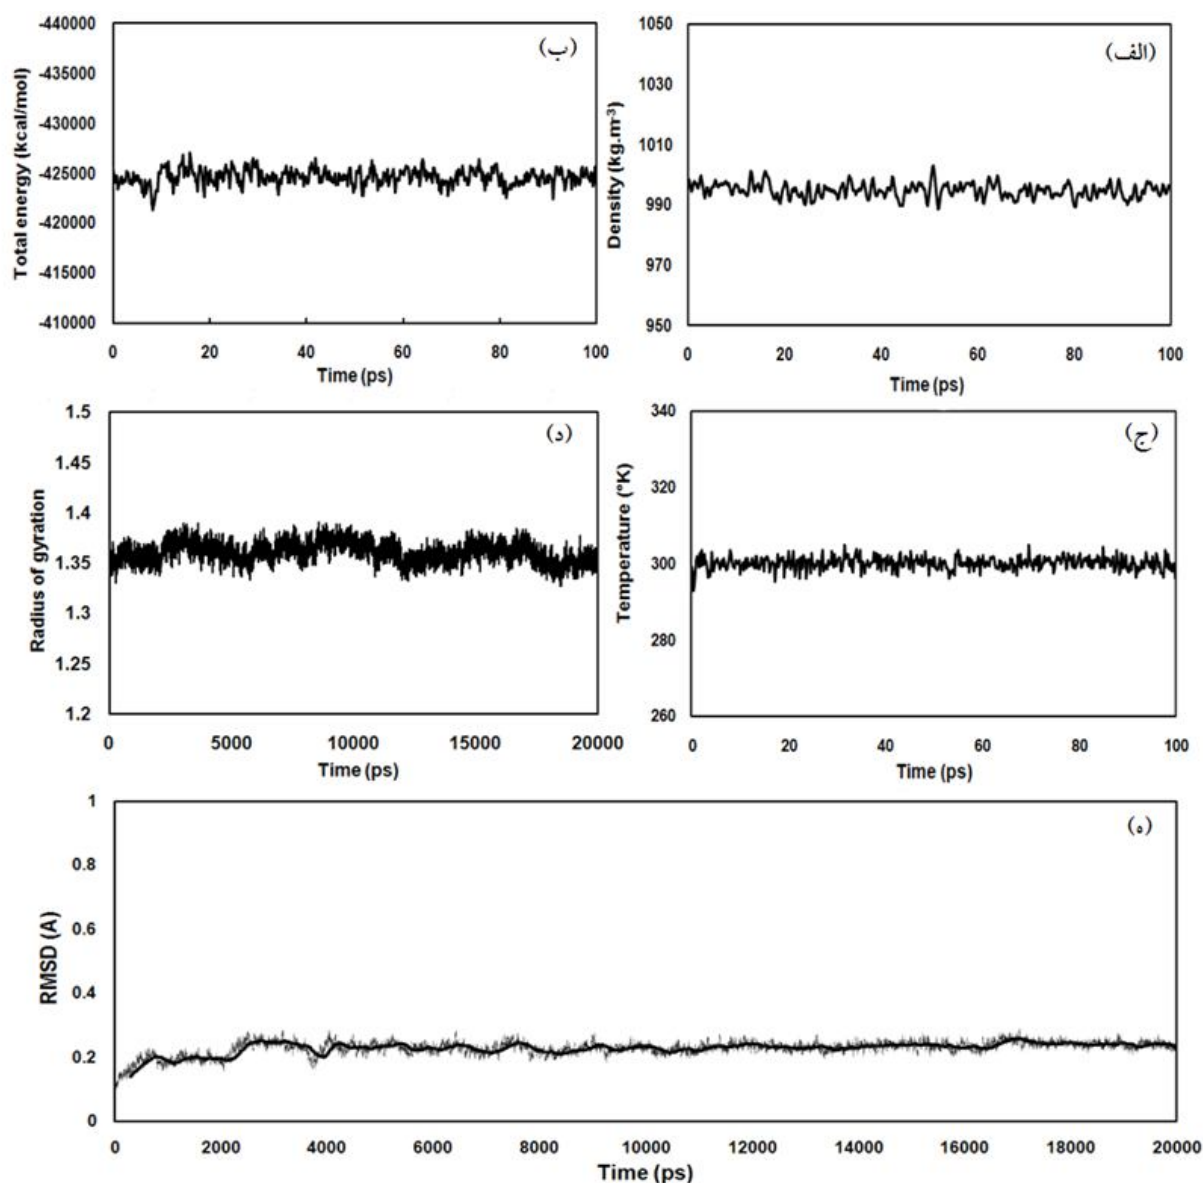 (ب)
Total energy (kcal/mol)
-440000
-435000
-430000
-425000
-420000
-415000
-410000
0 20 40 60 80 100
Time (ps)
(الف)
Density (kg.m-3)
1050
1030
1010
990
970
950
0 20 40 60 80 100
Time (ps)
(د)
Radius of gyration
1.5
1.45
1.4
1.35
1.3
1.25
1.2
0 5000 10000 15000 20000
Time (ps)
(ج)
Temperature (°K)
340
320
300
280
260
0 20 40 60 80 100
Time (ps)
(ه)
RMSD (A)
1
0.8
0.6
0.4
0.2
0
0 2000 4000 6000 8000 10000 12000 14000 16000 18000 20000
Time (ps)